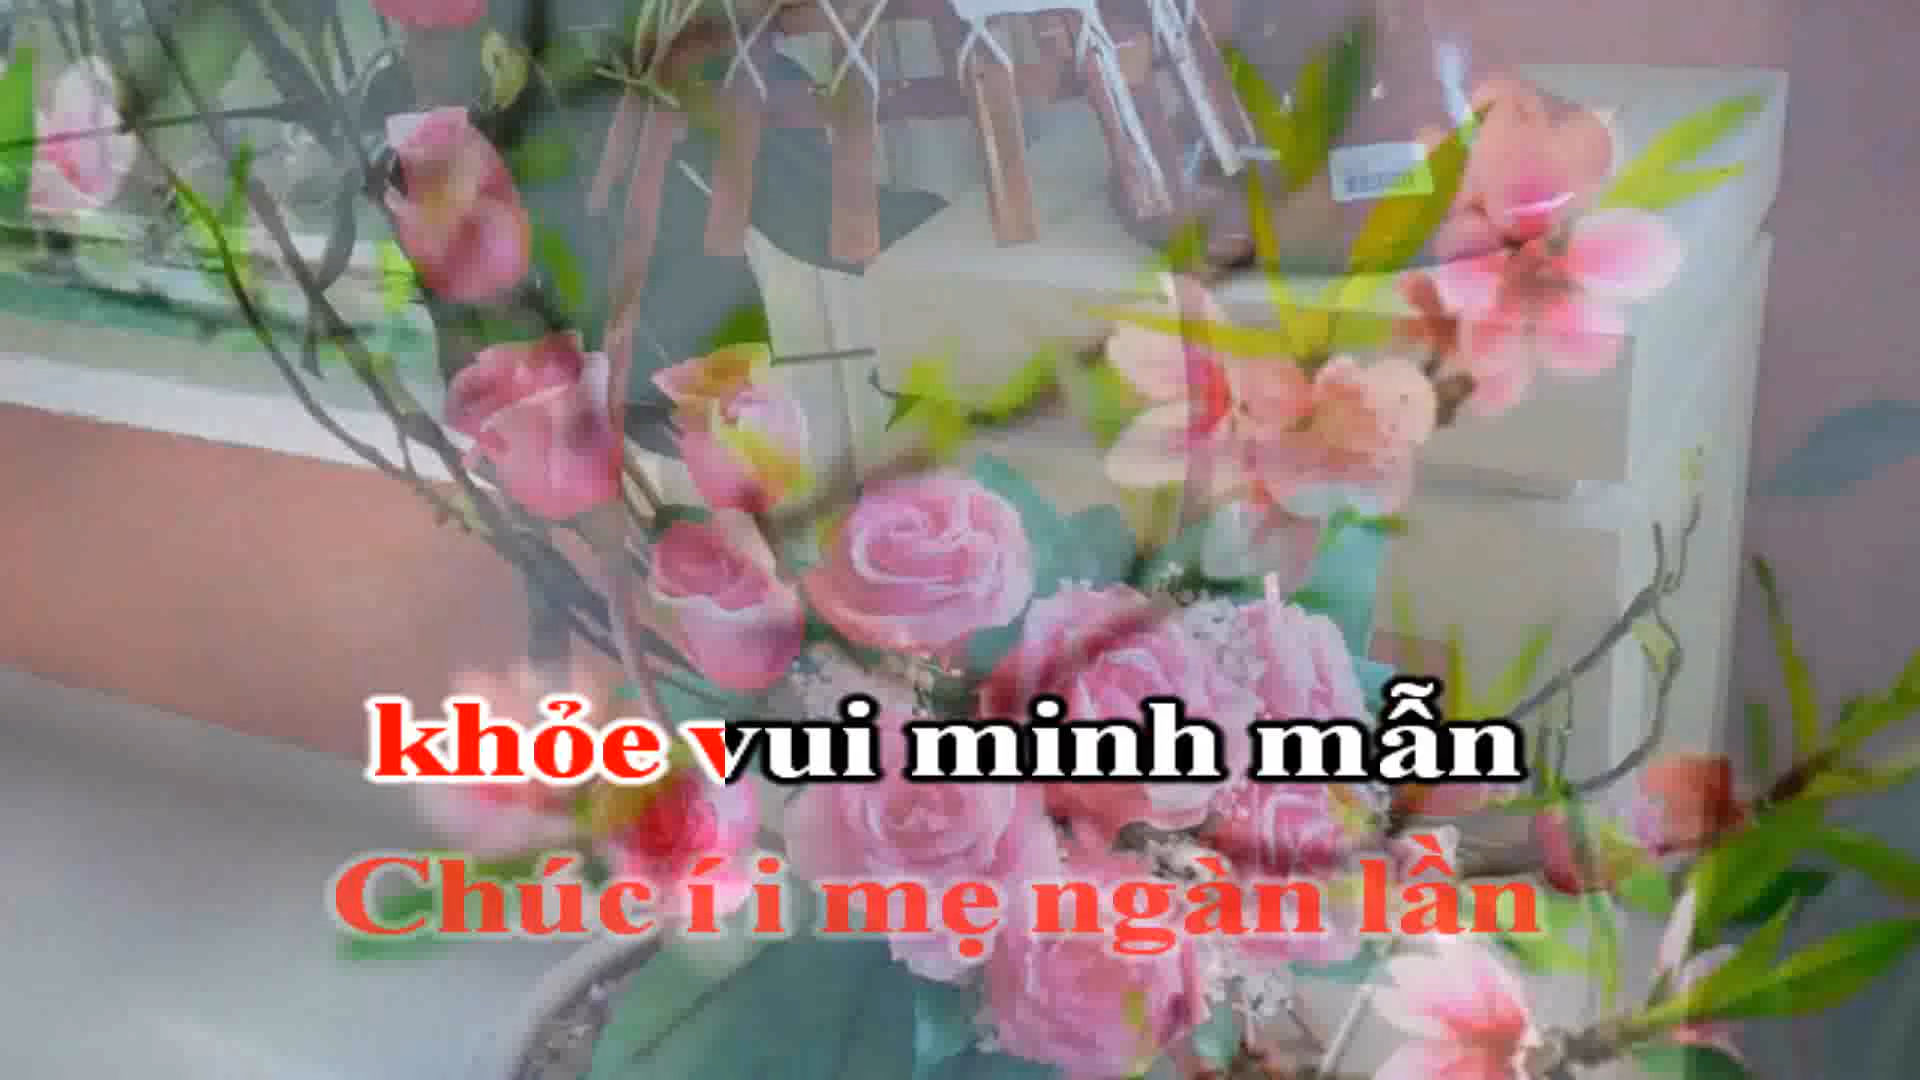 khỏe vui minh mẫn
Chúc í i mẹ ngàn lần